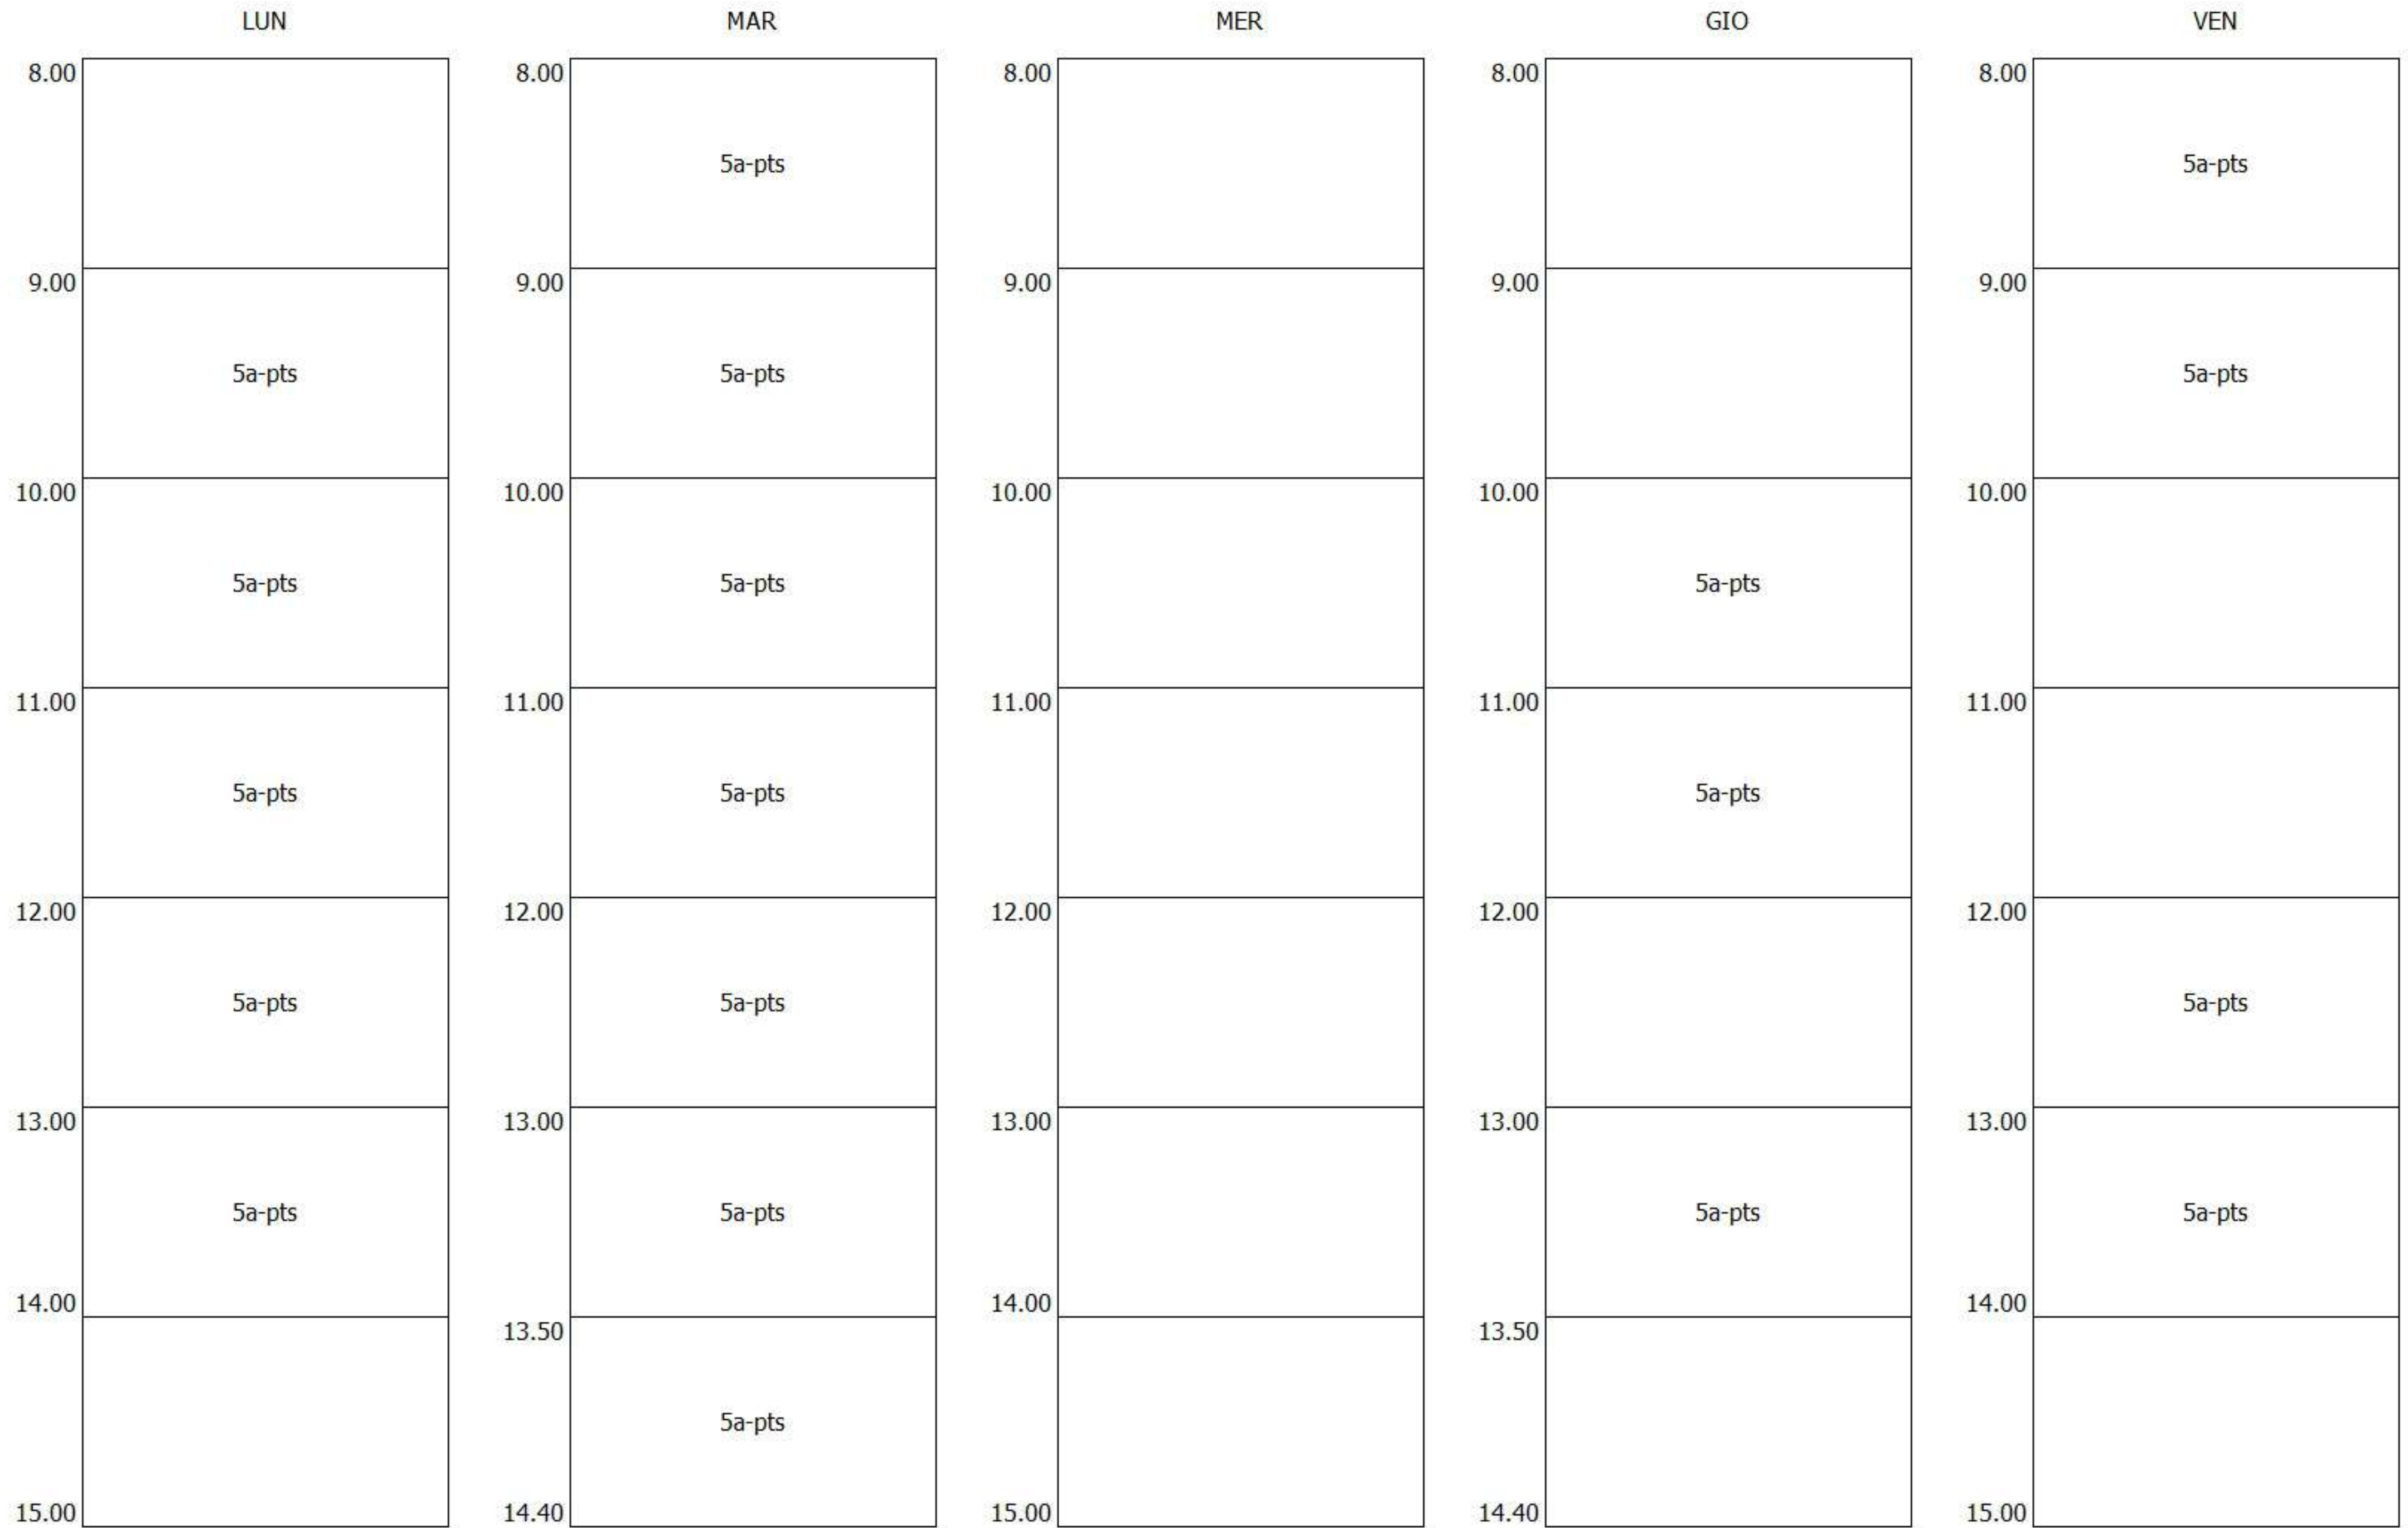 LUN MAR MER GIO VEN
8.00 8.00 8.00 8.00 8.00
5a-pts 5a-pts
9.00 9.00 9.00 9.00 9.00
5a-pts 5a-pts 5a-pts
10.00 10.00 10.00 10.00 10.00
5a-pts 5a-pts 5a-pts
11.00 11.00 11.00 11.00 11.00
5a-pts 5a-pts 5a-pts
12.00 12.00 12.00 12.00 12.00
5a-pts 5a-pts 5a-pts
13.00 13.00 13.00 13.00 13.00
5a-pts 5a-pts 5a-pts 5a-pts
14.00 14.00 14.00
13.50 13.50
5a-pts
15.00 14.40 15.00 14.40 15.00